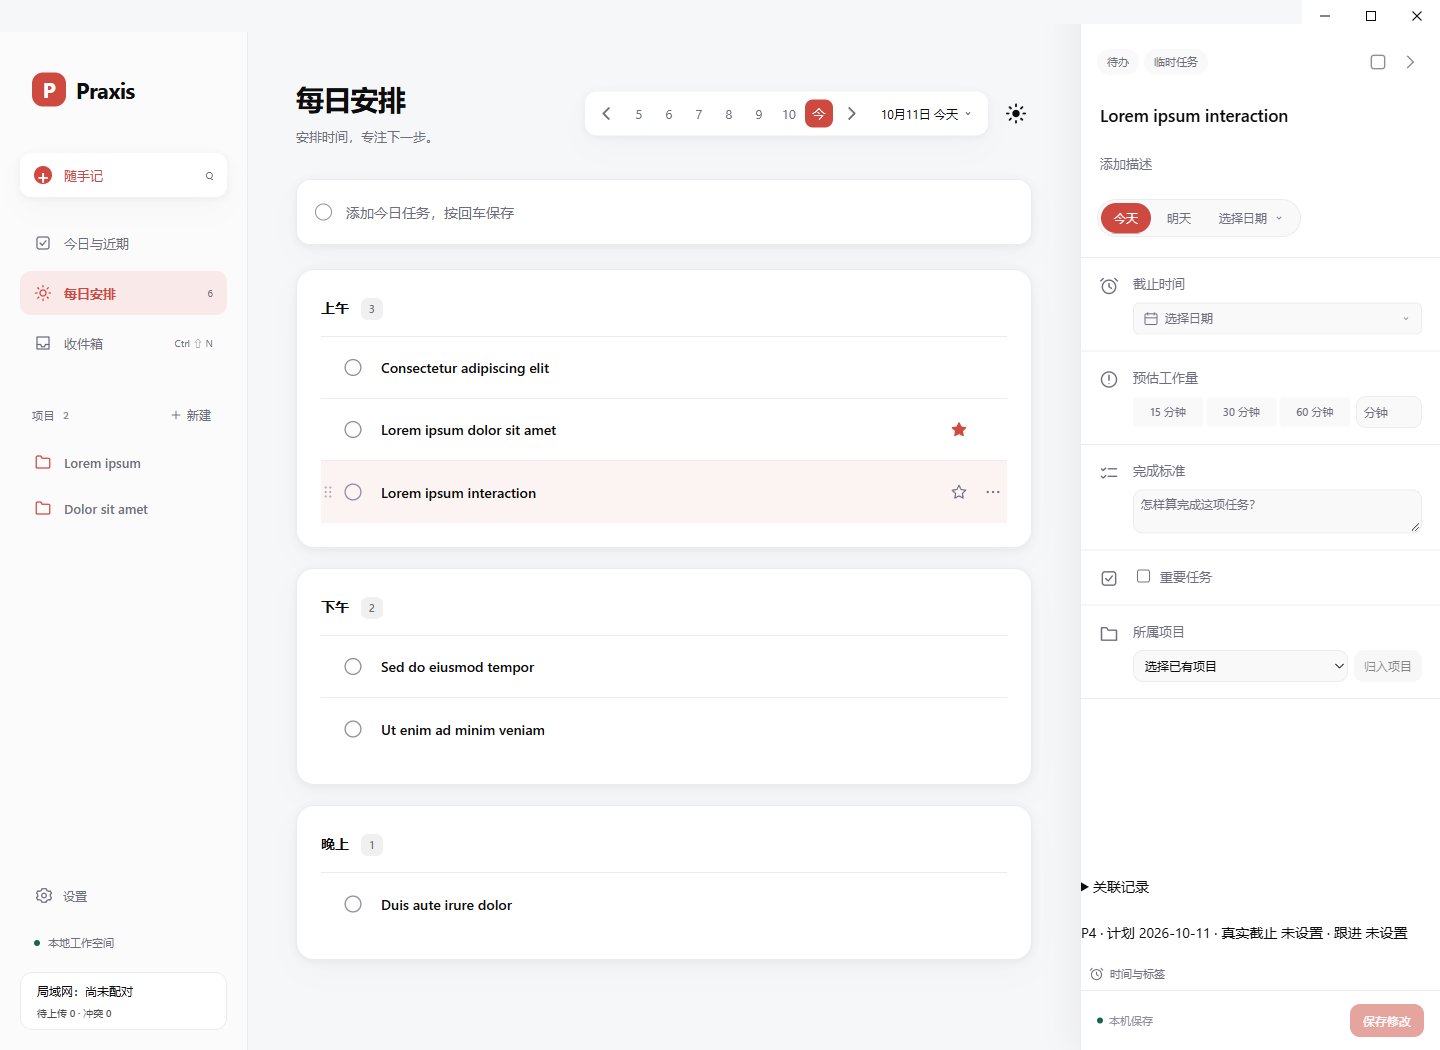 P Praxis
随手记
今日与近期
每日安排 6
收件箱 Ctrl ⇧ N
项目 2 + 新建
Lorem ipsum
Dolor sit amet
设置
本地工作空间
局域网：尚未配对
待上传 0 · 冲突 0
每日安排
安排时间，专注下一步。
5 6 7 8 9 10 今 10月11日 今天
添加今日任务，按回车保存
上午 3
Consectetur adipiscing elit
Lorem ipsum dolor sit amet
Lorem ipsum interaction
下午 2
Sed do eiusmod tempor
Ut enim ad minim veniam
晚上 1
Duis aute irure dolor
待办 临时任务
Lorem ipsum interaction
添加描述
今天 明天 选择日期
截止时间
选择日期
预估工作量
15 分钟 30 分钟 60 分钟 分钟
完成标准
怎样算完成这项任务？
重要任务
所属项目
选择已有项目 归入项目
关联记录
P4 · 计划 2026-10-11 · 真实截止 未设置 · 跟进 未设置
时间与标签
本机保存 保存修改